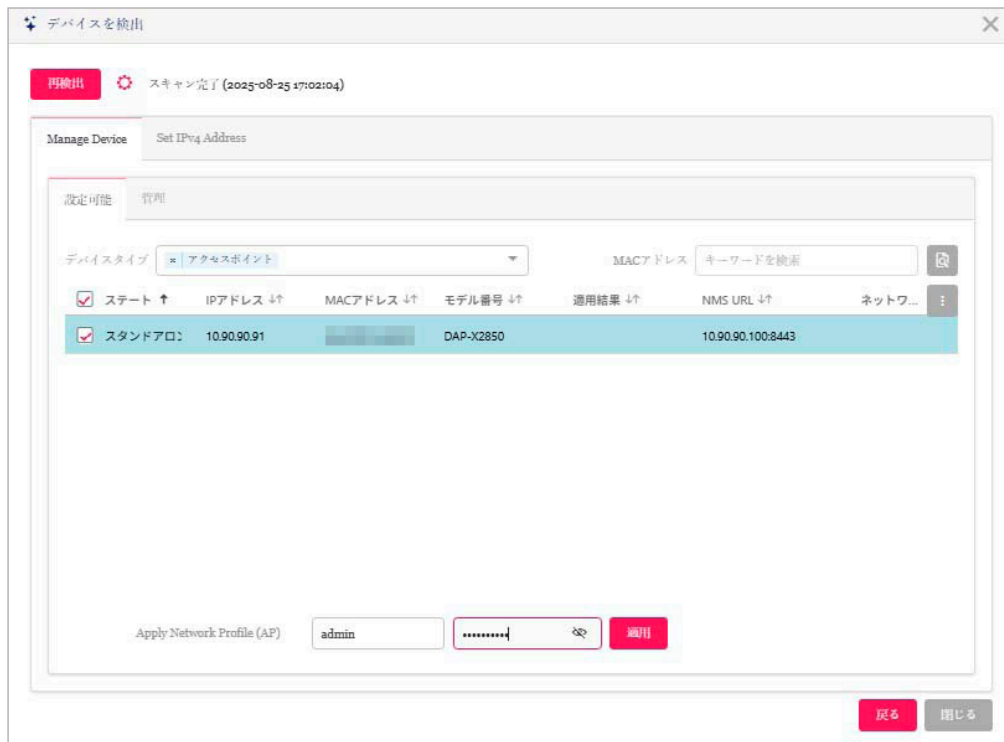 デバイスを検出
再検出 スキャン完了(2025-08-25 17:02:04)
Manage Device Set IPv4 Address
設定可能 管理
デバイスタイプ × アクセスポイント MACアドレス キーワードを検索
ステート ↑ IPアドレス ↓↑ MACアドレス ↓↑ モデル番号 ↓↑ 適用結果 ↓↑ NMS URL ↓↑ ネットワ...
スタンドアロン 10.90.90.91 DAP-X2850 10.90.90.100:8443
Apply Network Profile (AP) admin •••••••••• 適用
戻る 閉じる